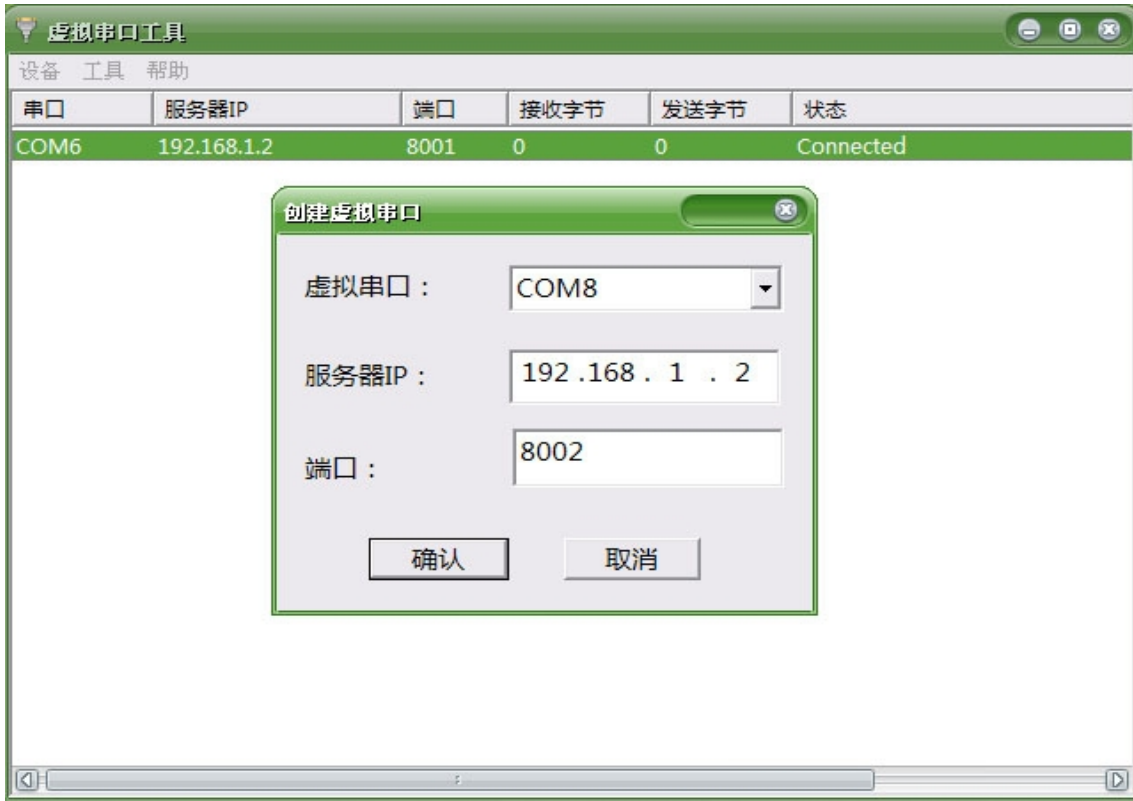 虚拟串口工具
设备 工具 帮助
串口 服务器IP 端口 接收字节 发送字节 状态
COM6 192.168.1.2 8001 0 0 Connected
创建虚拟串口
虚拟串口： COM8
服务器IP： 192 .168 . 1 . 2
端口： 8002
确认 取消